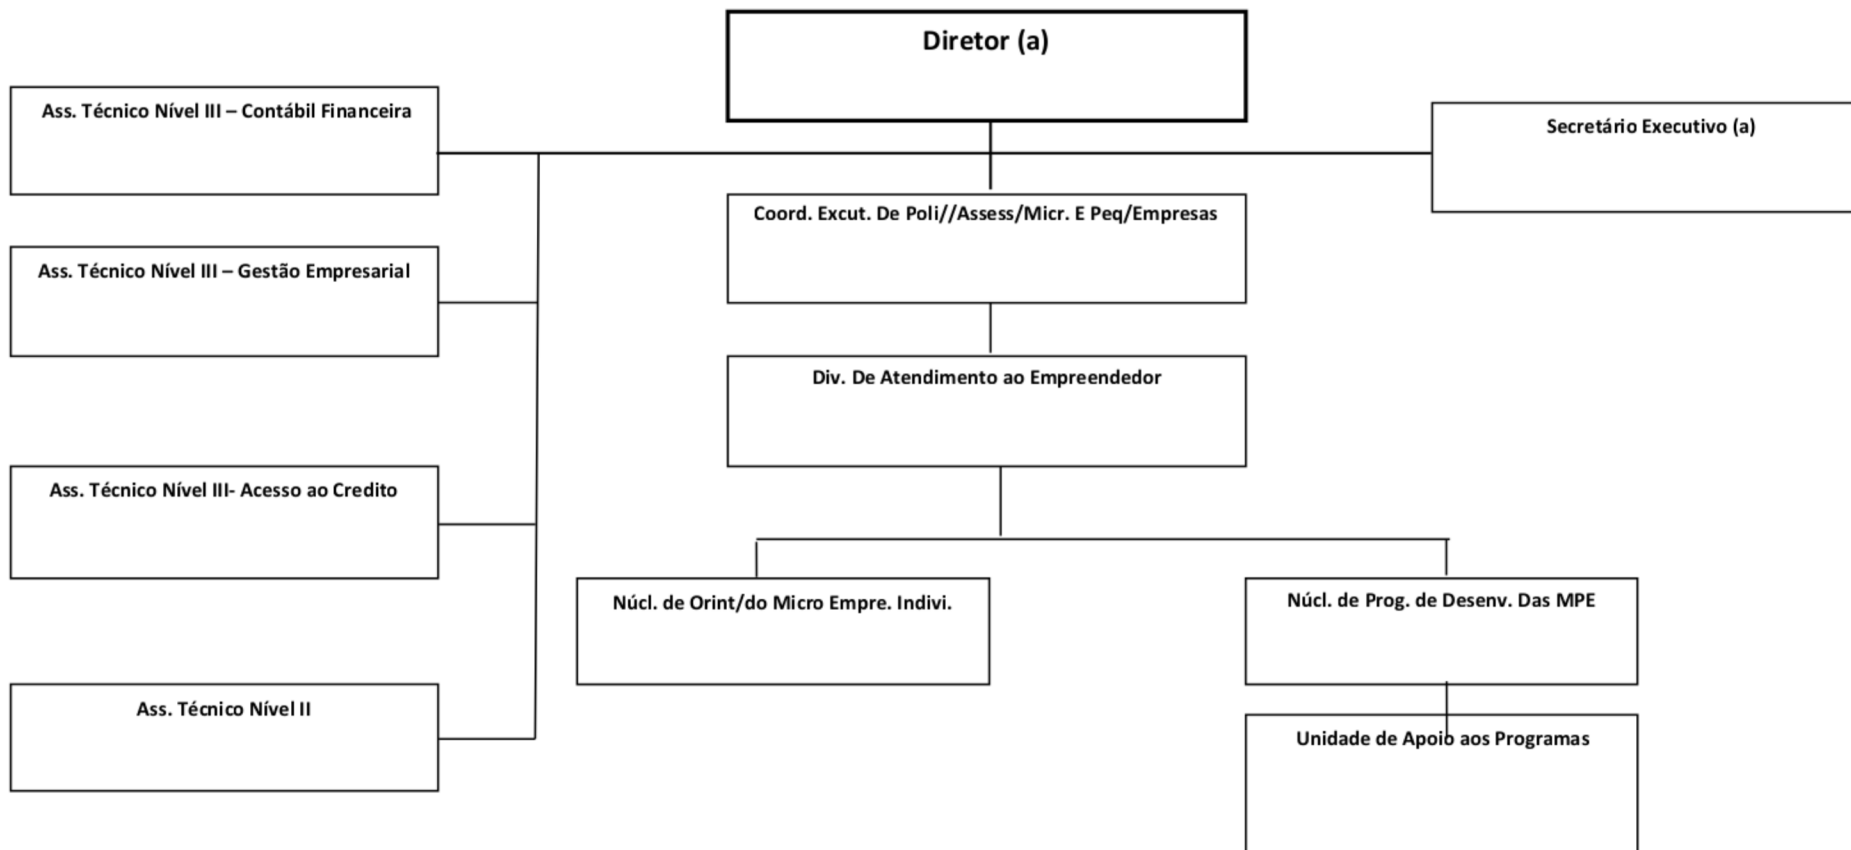 Diretor (a)
Ass. Técnico Nível III – Contábil Financeira
Secretário Executivo (a)
Coord. Excut. De Poli//Assess/Micr. E Peq/Empresas
Ass. Técnico Nível III – Gestão Empresarial
Div. De Atendimento ao Empreendedor
Ass. Técnico Nível III- Acesso ao Credito
Núcl. de Orint/do Micro Empre. Indivi.
Núcl. de Prog. de Desenv. Das MPE
Ass. Técnico Nível II
Unidade de Apoio aos Programas